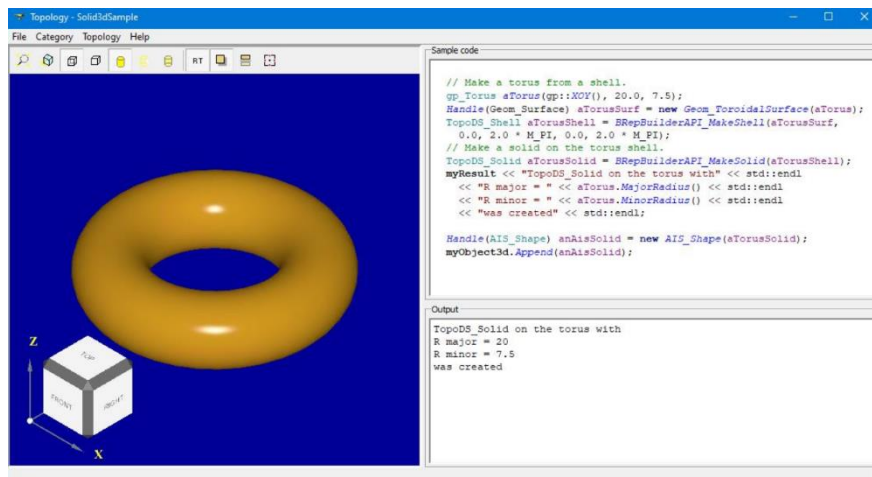 Topology - Solid3dSample
File Category Topology Help
RT
Sample code
// Make a torus from a shell.
gp_Torus aTorus(gp::XOY(), 20.0, 7.5);
Handle(Geom_Surface) aTorusSurf = new Geom_ToroidalSurface(aTorus);
TopoDS_Shell aTorusShell = BRepBuilderAPI_MakeShell(aTorusSurf,
0.0, 2.0 * M_PI, 0.0, 2.0 * M_PI);
// Make a solid on the torus shell.
TopoDS_Solid aTorusSolid = BRepBuilderAPI_MakeSolid(aTorusShell);
myResult << "TopoDS_Solid on the torus with" << std::endl
<< "R major = " << aTorus.MajorRadius() << std::endl
<< "R minor = " << aTorus.MinorRadius() << std::endl
<< "was created" << std::endl;
Handle(AIS_Shape) anAisSolid = new AIS_Shape(aTorusSolid);
myObject3d.Append(anAisSolid);
Output
TopoDS_Solid on the torus with
R major = 20
R minor = 7.5
was created
Z
TOP
FRONT
RIGHT
X